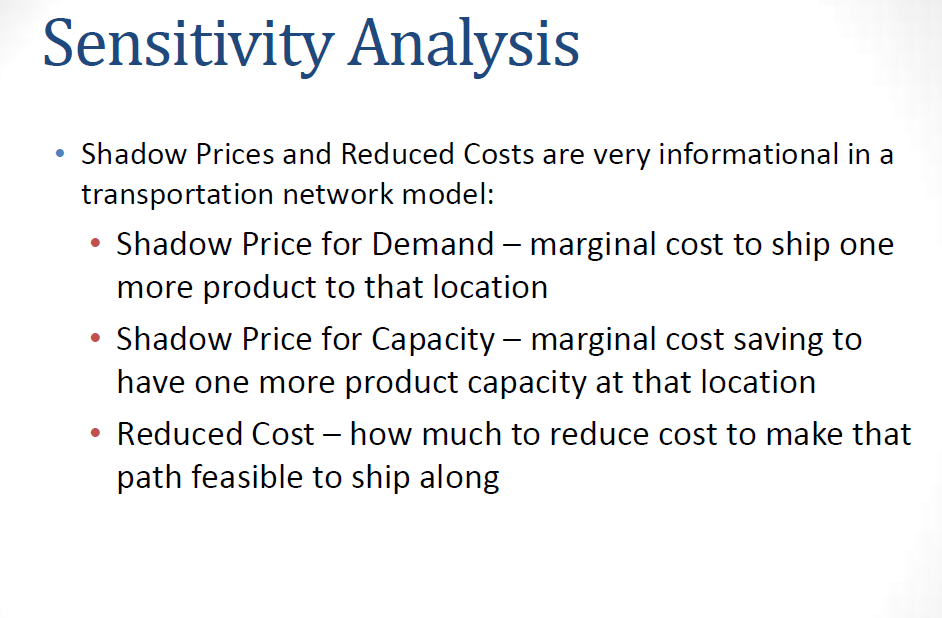 Sensitivity Analysis
• Shadow Prices and Reduced Costs are very informational in a
transportation network model:
• Shadow Price for Demand – marginal cost to ship one
more product to that location
• Shadow Price for Capacity – marginal cost saving to
have one more product capacity at that location
• Reduced Cost – how much to reduce cost to make that
path feasible to ship along